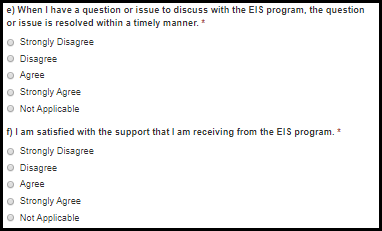 e) When I have a question or issue to discuss with the EIS program, the question
or issue is resolved within a timely manner. *
Strongly Disagree
Disagree
Agree
Strongly Agree
Not Applicable
f) I am satisfied with the support that I am receiving from the EIS program. *
Strongly Disagree
Disagree
Agree
Strongly Agree
Not Applicable